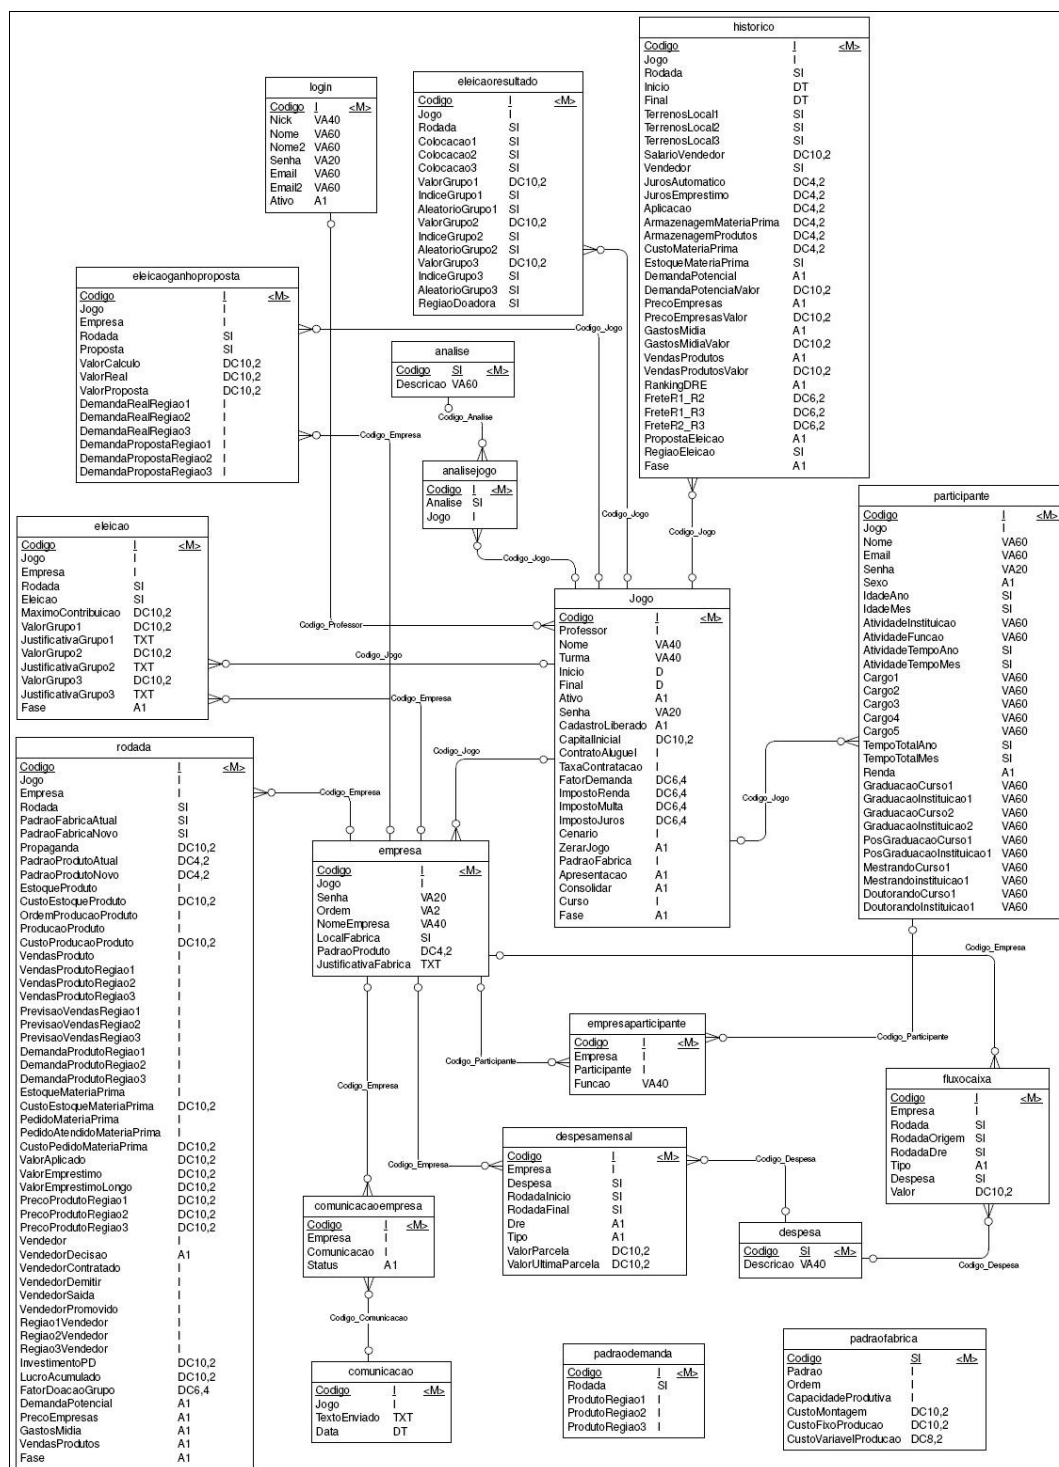 historico
Codigo I <M>
Jogo I
Rodada SI
Inicio DT
Final DT
TerrenosLocal1 SI
TerrenosLocal2 SI
TerrenosLocal3 SI
SalarioVendedor DC10,2
Vendedor SI
JurosAutomatico DC4,2
JurosEmprestimo DC4,2
Aplicacao DC4,2
ArmazenagemMateriaPrima DC4,2
ArmazenagemProdutos DC4,2
CustoMateriaPrima DC4,2
EstoqueMateriaPrima SI
DemandaPotencial A1
DemandaPotencialValor DC10,2
PrecoEmpresas A1
PrecoEmpresasValor DC10,2
GastosMidia A1
GastosMidiaValor DC10,2
VendasProdutos A1
VendasProdutosValor DC10,2
RankingDRE A1
FreteR1_R2 DC6,2
FreteR1_R3 DC6,2
FreteR2_R3 DC6,2
PropostaEleicao A1
RegiaoEleicao SI
Fase A1
login
Codigo I <M>
Nick VA40
Nome VA60
Nome2 VA60
Senha VA20
Email VA60
Email2 VA60
Ativo A1
eleicaoresultado
Codigo I <M>
Jogo I
Rodada SI
Colocacao1 SI
Colocacao2 SI
Colocacao3 SI
ValorGrupo1 DC10,2
IndiceGrupo1 SI
AleatorioGrupo1 SI
ValorGrupo2 DC10,2
IndiceGrupo2 SI
AleatorioGrupo2 SI
ValorGrupo3 DC10,2
IndiceGrupo3 SI
AleatorioGrupo3 SI
RegiaoDoadora SI
eleicaoganhoproposta
Codigo I <M>
Jogo I
Empresa I
Rodada SI
Proposta SI
ValorCalculo DC10,2
ValorReal DC10,2
ValorProposta DC10,2
DemandaRealRegiao1 I
DemandaRealRegiao2 I
DemandaRealRegiao3 I
DemandaPropostaRegiao1 I
DemandaPropostaRegiao2 I
DemandaPropostaRegiao3 I
Codigo_Jogo
analise
Codigo SI <M>
Descricao VA60
Codigo_Analise
Codigo_Empresa
analisejogo
Codigo I <M>
Analise SI
Jogo I
Codigo_Jogo
Codigo_Jogo
Codigo_Jogo
eleicao
Codigo I <M>
Jogo I
Empresa I
Rodada SI
Eleicao SI
MaximoContribuicao DC10,2
ValorGrupo1 DC10,2
JustificativaGrupo1 TXT
ValorGrupo2 DC10,2
JustificativaGrupo2 TXT
ValorGrupo3 DC10,2
JustificativaGrupo3 TXT
Fase A1
Codigo_Professor
Codigo_Jogo
Codigo_Empresa
Codigo_Jogo
Jogo
Codigo I <M>
Professor I
Nome VA40
Turma VA40
Inicio D
Final D
Ativo A1
Senha VA20
CadastroLiberado A1
CapitalInicial DC10,2
ContratoAluguel I
TaxaContratacao I
FatorDemanda DC6,4
ImpostoRenda DC6,4
ImpostoMulta DC6,4
ImpostoJuros DC6,4
Cenario I
ZerarJogo A1
PadraoFabrica I
Apresentacao A1
Consolidar A1
Curso I
Fase A1
participante
Codigo I <M>
Jogo I
Nome VA60
Email VA60
Senha VA20
Sexo A1
IdadeAno SI
IdadeMes SI
AtividadeInstituicao VA60
AtividadeFuncao VA60
AtividadeTempoAno SI
AtividadeTempoMes SI
Cargo1 VA60
Cargo2 VA60
Cargo3 VA60
Cargo4 VA60
Cargo5 VA60
TempoTotalAno SI
TempoTotalMes SI
Renda A1
GraduacaoCurso1 VA60
GraduacaoInstituicao1 VA60
GraduacaoCurso2 VA60
GraduacaoInstituicao2 VA60
PosGraduacaoCurso1 VA60
PosGraduacaoInstituicao1 VA60
MestrandoCurso1 VA60
Mestrandoinstituicao1 VA60
DoutorandoCurso1 VA60
DoutorandoInstituicao1 VA60
Codigo_Jogo
rodada
Codigo I <M>
Jogo I
Empresa I
Rodada SI
PadraoFabricaAtual SI
PadraoFabricaNovo SI
Propaganda DC10,2
PadraoProdutoAtual DC4,2
PadraoProdutoNovo DC4,2
EstoqueProduto I
CustoEstoqueProduto DC10,2
OrdemProducaoProduto I
ProducaoProduto I
CustoProducaoProduto DC10,2
VendasProduto I
VendasProdutoRegiao1 I
VendasProdutoRegiao2 I
VendasProdutoRegiao3 I
PrevisaoVendasRegiao1 I
PrevisaoVendasRegiao2 I
PrevisaoVendasRegiao3 I
DemandaProdutoRegiao1 I
DemandaProdutoRegiao2 I
DemandaProdutoRegiao3 I
EstoqueMateriaPrima I
CustoEstoqueMateriaPrima DC10,2
PedidoMateriaPrima I
PedidoAtendidoMateriaPrima I
CustoPedidoMateriaPrima DC10,2
ValorAplicado DC10,2
ValorEmprestimo DC10,2
ValorEmprestimoLongo DC10,2
PrecoProdutoRegiao1 DC10,2
PrecoProdutoRegiao2 DC10,2
PrecoProdutoRegiao3 DC10,2
Vendedor I
VendedorDecisao A1
VendedorContratado I
VendedorDemitir I
VendedorSaida I
VendedorPromovido I
Regiao1Vendedor I
Regiao2Vendedor I
Regiao3Vendedor I
InvestimentoPD DC10,2
LucroAcumulado DC10,2
FatorDoacaoGrupo DC6,4
DemandaPotencial A1
PrecoEmpresas A1
GastosMidia A1
VendasProdutos A1
Fase A1
Codigo_Empresa
empresa
Codigo I <M>
Jogo I
Senha VA20
Ordem VA2
NomeEmpresa VA40
LocalFabrica SI
PadraoProduto DC4,2
JustificativaFabrica TXT
Codigo_Empresa
empresaparticipante
Codigo I <M>
Empresa I
Participante I
Funcao VA40
Codigo_Participante
Codigo_Participante
Codigo_Empresa
fluxocaixa
Codigo I <M>
Empresa I
Rodada SI
RodadaOrigem SI
RodadaDre SI
Tipo A1
Despesa SI
Valor DC10,2
despesamensal
Codigo I <M>
Empresa I
Despesa SI
RodadaInicio SI
RodadaFinal SI
Dre A1
Tipo A1
ValorParcela DC10,2
ValorUltimaParcela DC10,2
Codigo_Empresa
Codigo_Despesa
comunicacaoempresa
Codigo I <M>
Empresa I
Comunicacao I
Status A1
despesa
Codigo SI <M>
Descricao VA40
Codigo_Despesa
Codigo_Comunicacao
comunicacao
Codigo I <M>
Jogo I
TextoEnviado TXT
Data DT
padraodemanda
Codigo I <M>
Rodada SI
ProdutoRegiao1 I
ProdutoRegiao2 I
ProdutoRegiao3 I
padraofabrica
Codigo SI <M>
Padrao I
Ordem I
CapacidadeProdutiva I
CustoMontagem DC10,2
CustoFixoProducao DC10,2
CustoVariavelProducao DC8,2